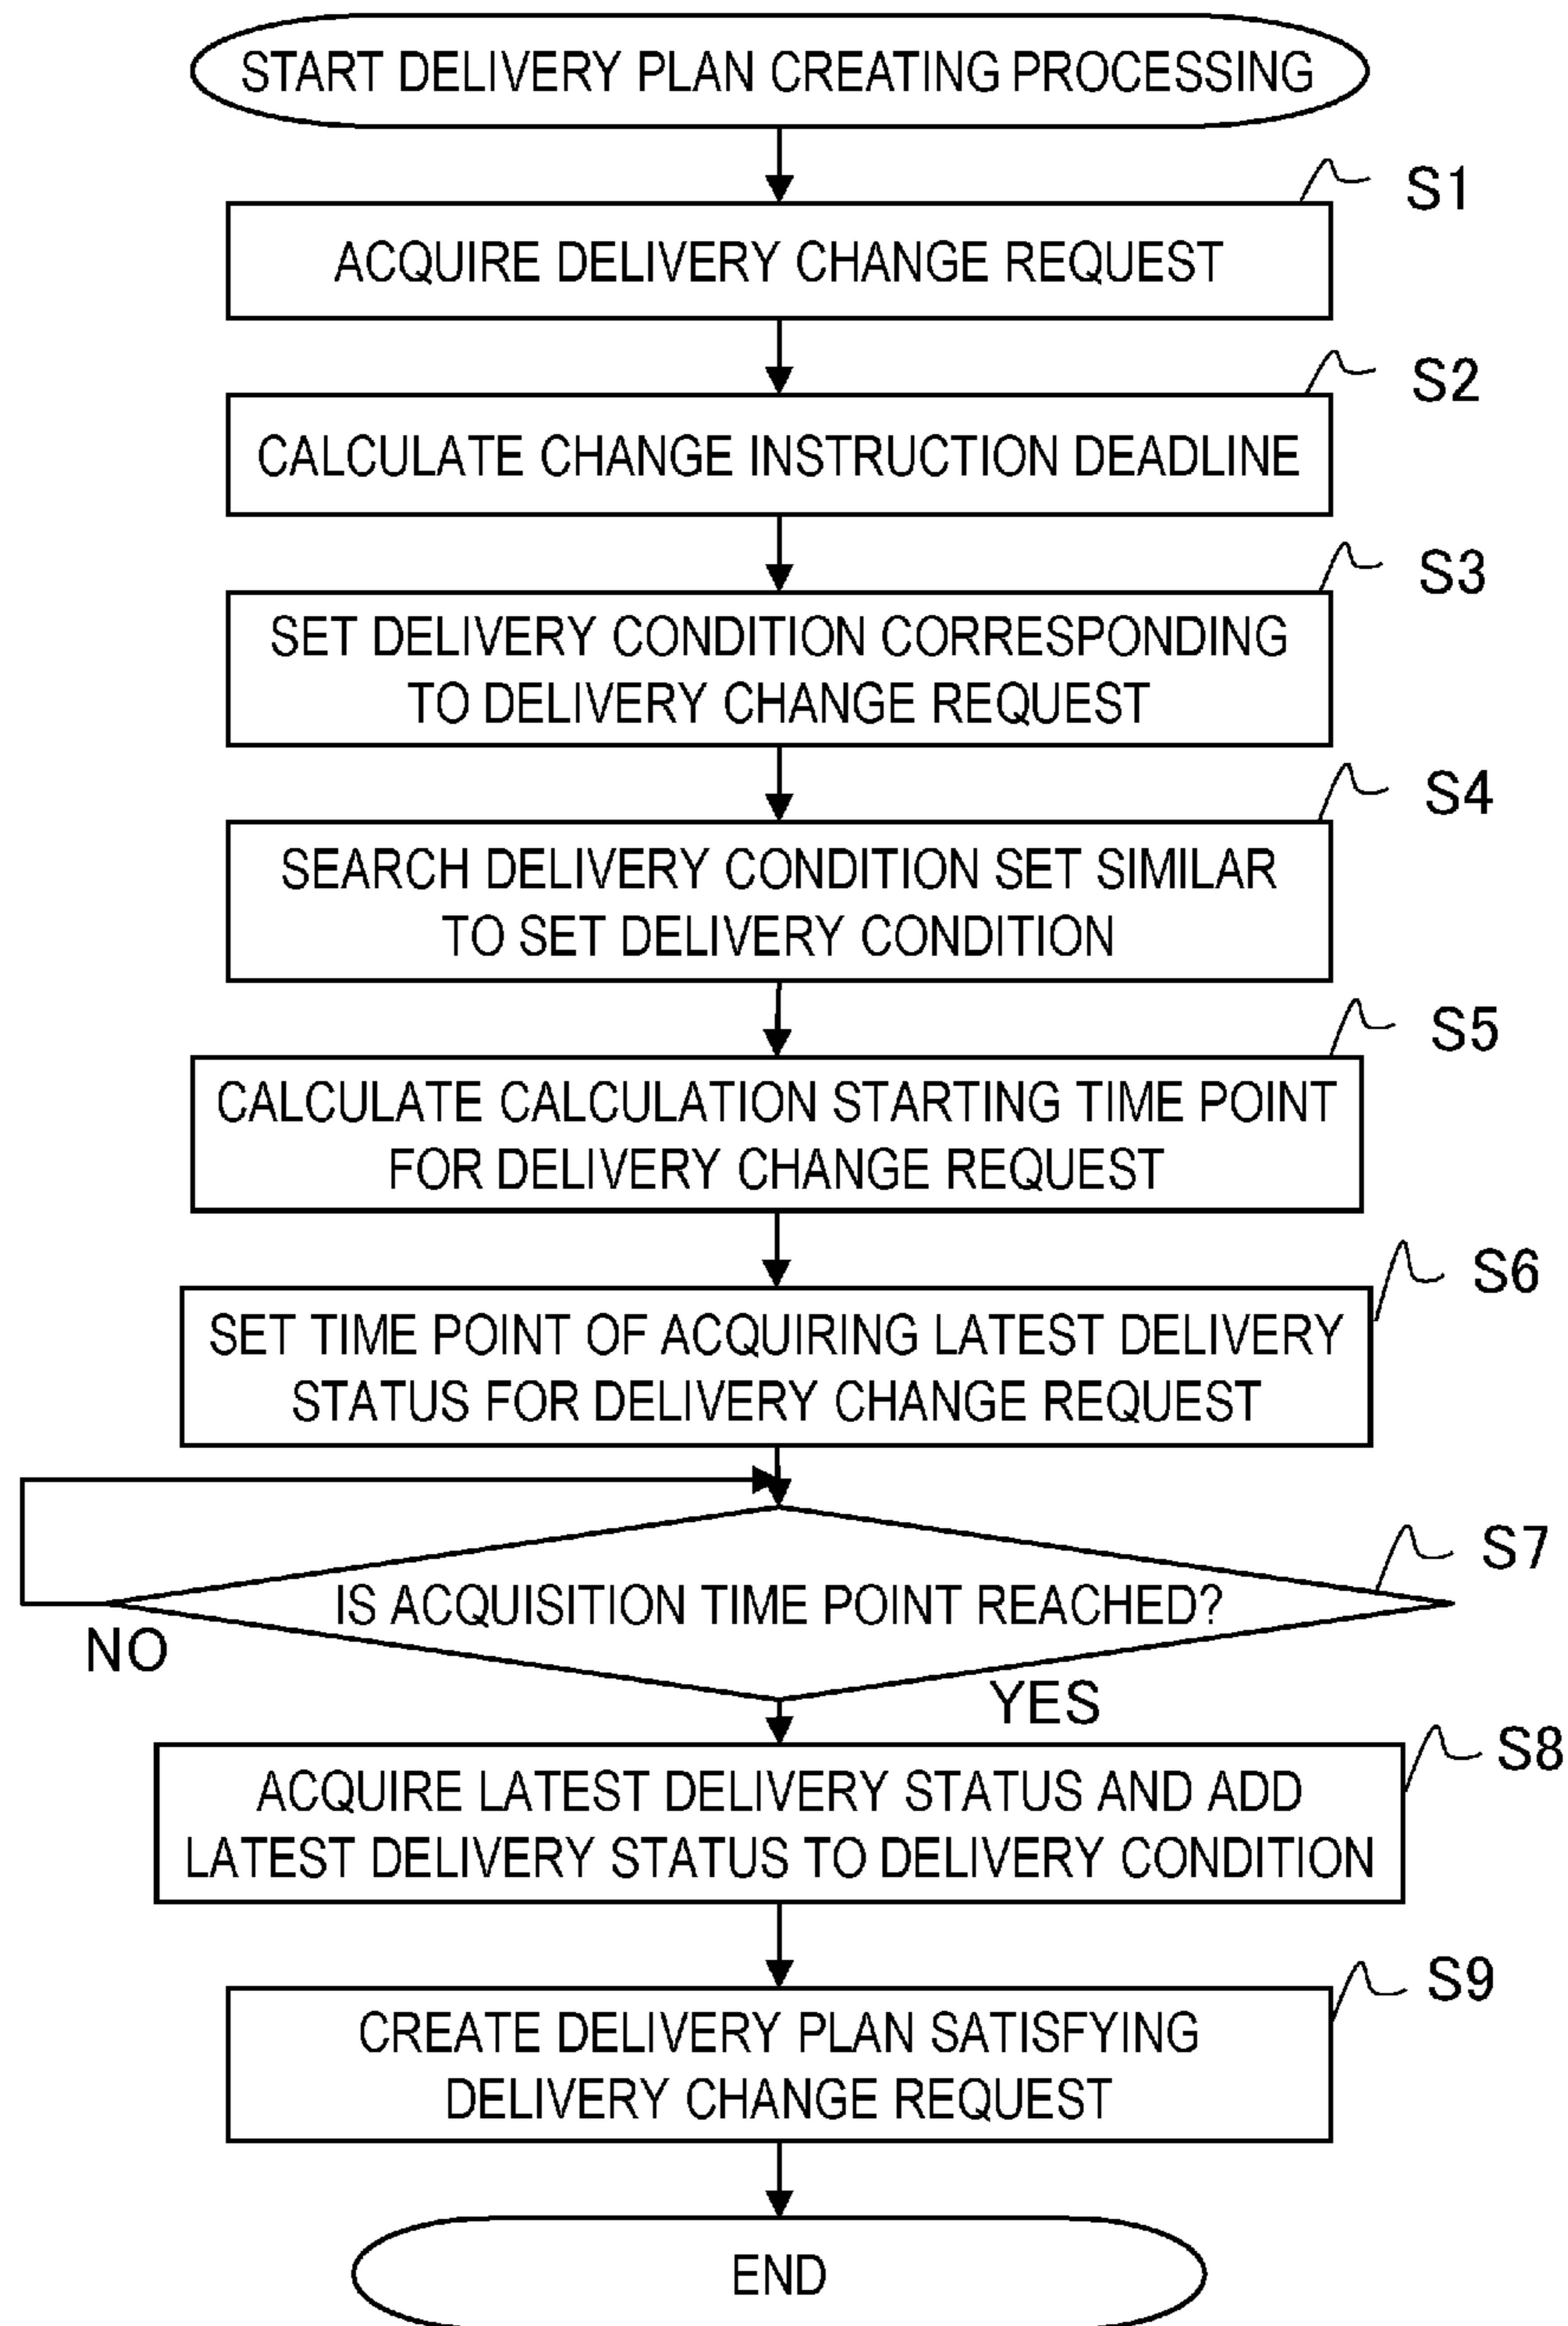 START DELIVERY PLAN CREATING PROCESSING
S1
ACQUIRE DELIVERY CHANGE REQUEST
S2
CALCULATE CHANGE INSTRUCTION DEADLINE
S3
SET DELIVERY CONDITION CORRESPONDING
TO DELIVERY CHANGE REQUEST
S4
SEARCH DELIVERY CONDITION SET SIMILAR
TO SET DELIVERY CONDITION
S5
CALCULATE CALCULATION STARTING TIME POINT
FOR DELIVERY CHANGE REQUEST
S6
SET TIME POINT OF ACQUIRING LATEST DELIVERY
STATUS FOR DELIVERY CHANGE REQUEST
S7
IS ACQUISITION TIME POINT REACHED?
NO
YES
S8
ACQUIRE LATEST DELIVERY STATUS AND ADD
LATEST DELIVERY STATUS TO DELIVERY CONDITION
S9
CREATE DELIVERY PLAN SATISFYING
DELIVERY CHANGE REQUEST
END